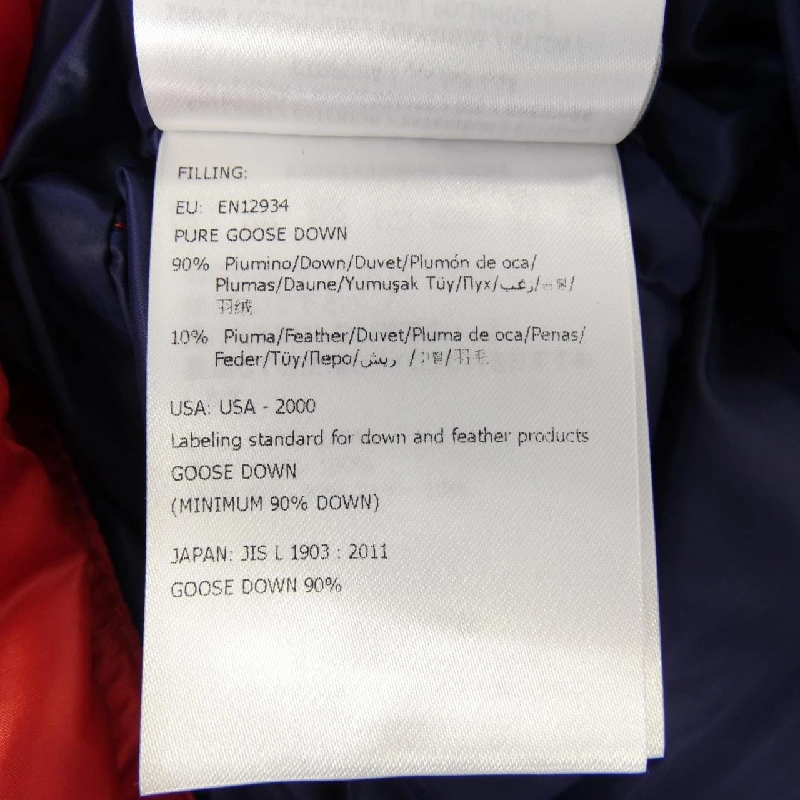 FILLING:
EU: EN12934
PURE GOOSE DOWN
90% Piumino/Down/Duvet/Plumón de oca/
Plumas/Daune/Yumuşak Tüy/Пух/زغب/
羽绒
10% Piuma/Feather/Duvet/Pluma de oca/Penas/
Feder/Tüy/Перо/ريش/羽毛
USA: USA - 2000
Labeling standard for down and feather products
GOOSE DOWN
(MINIMUM 90% DOWN)
JAPAN: JIS L 1903 : 2011
GOOSE DOWN 90%